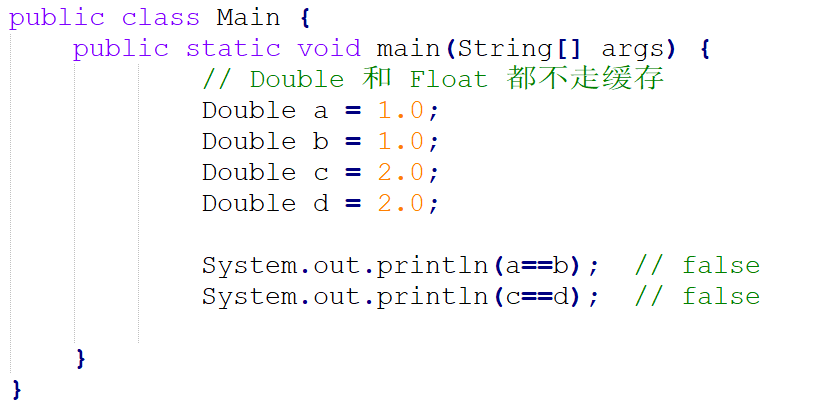 public class Main {
public static void main(String[] args) {
// Double 和 Float 都不走缓存
Double a = 1.0;
Double b = 1.0;
Double c = 2.0;
Double d = 2.0;
System.out.println(a==b);  // false
System.out.println(c==d);  // false
}
}